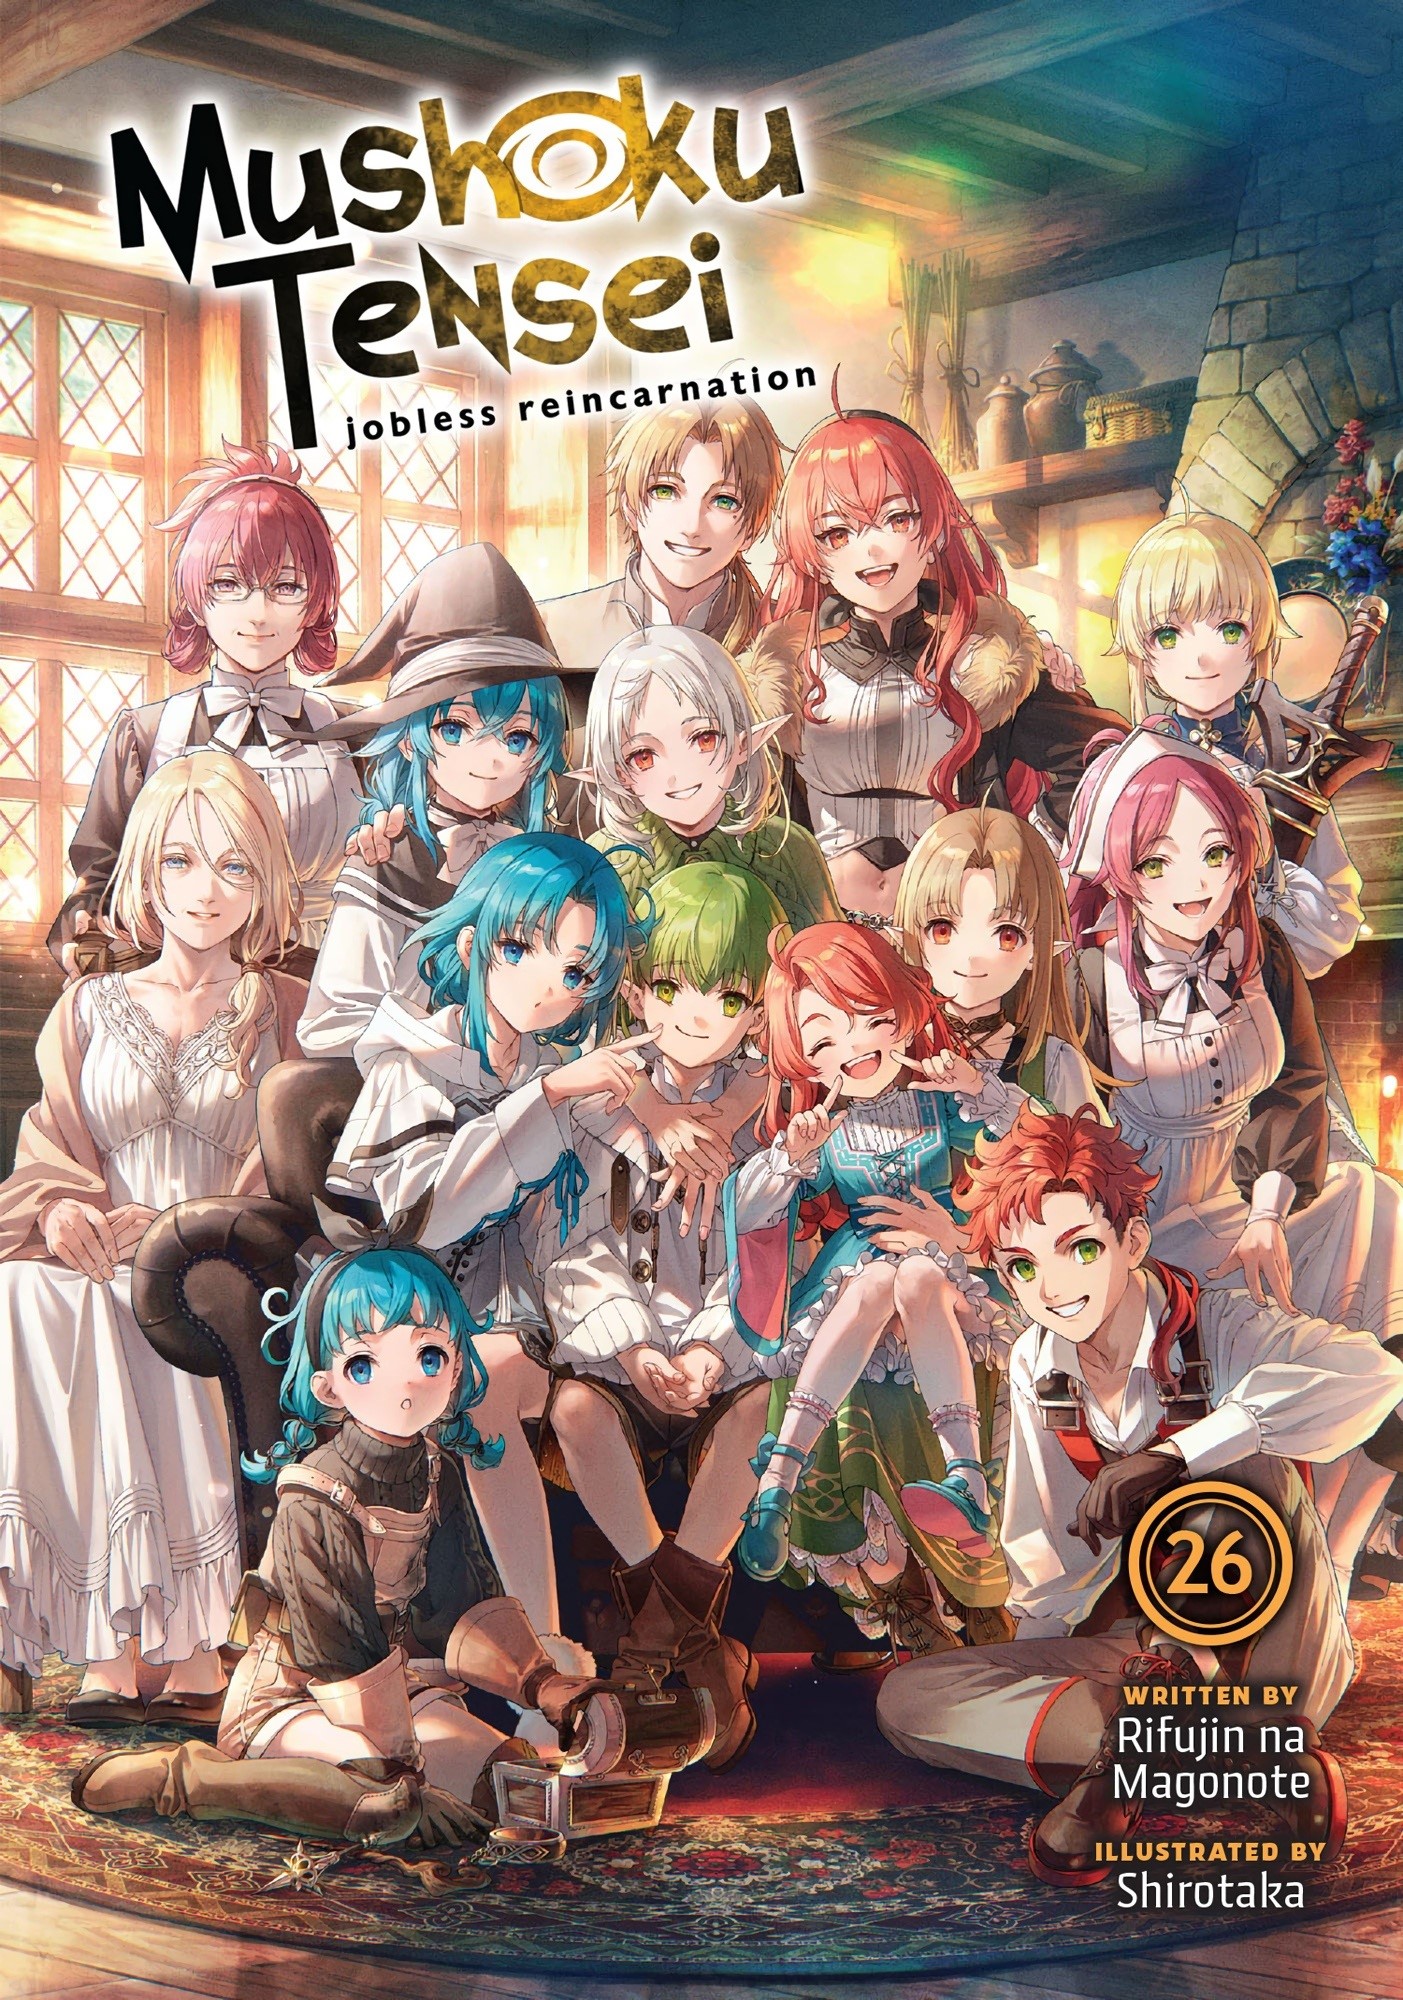 Mushoku
Tensei
jobless reincarnation
26
WRITTEN BY
Rifujin na
Magonote
ILLUSTRATED BY
Shirotaka